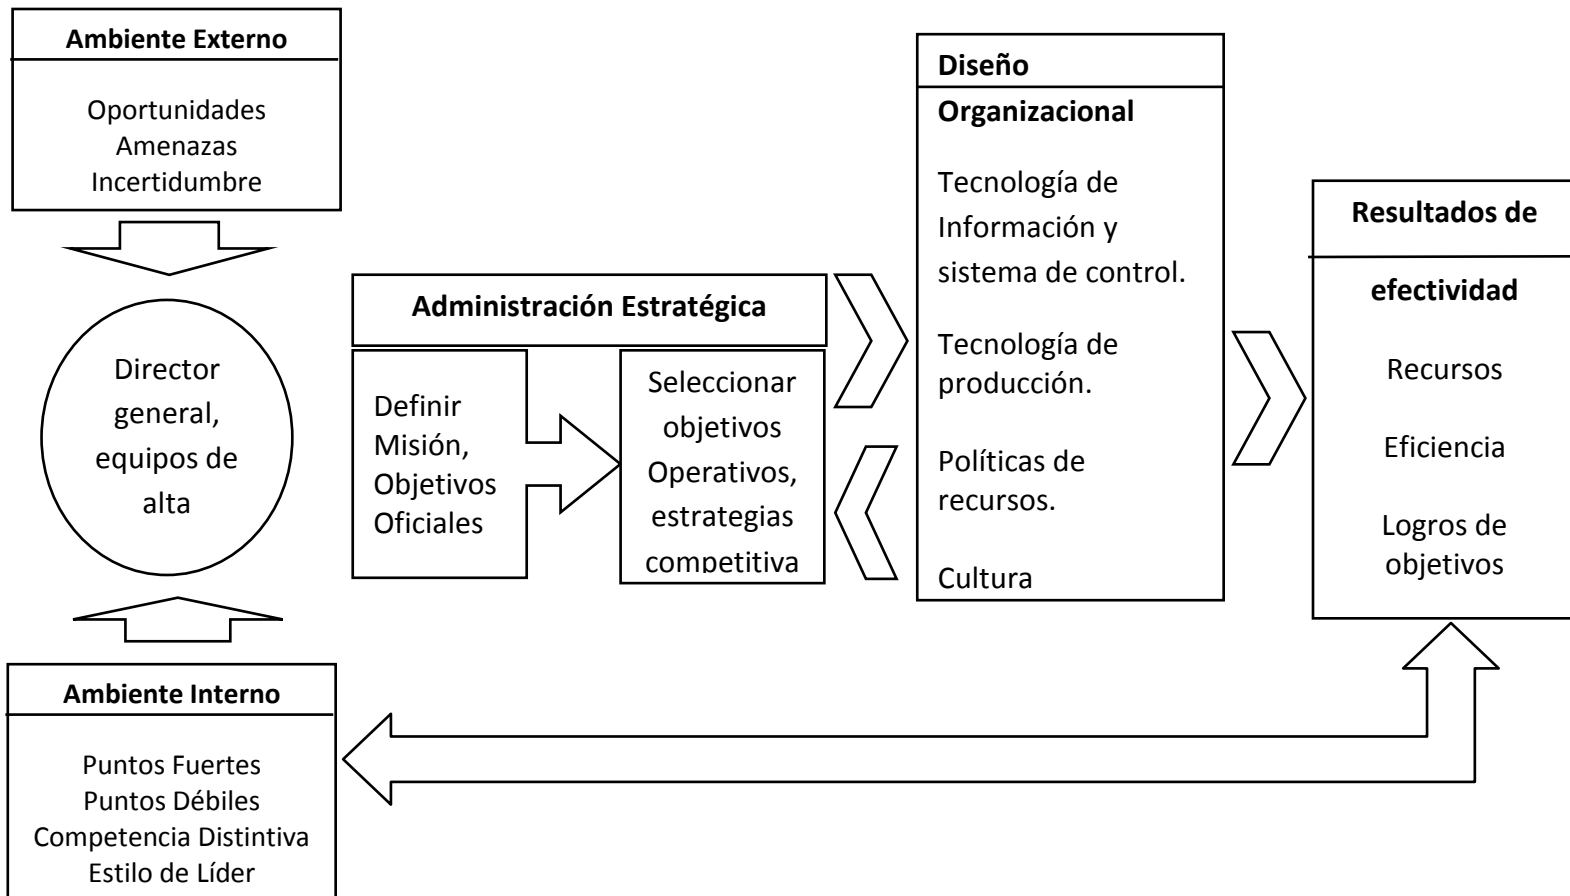 Ambiente Externo
Oportunidades
Amenazas
Incertidumbre
Director
general,
equipos de
alta
Ambiente Interno
Puntos Fuertes
Puntos Débiles
Competencia Distintiva
Estilo de Líder
Administración Estratégica
Definir
Misión,
Objetivos
Oficiales
Seleccionar
objetivos
Operativos,
estrategias
competitiva
Diseño
Organizacional
Tecnología de
Información y
sistema de control.
Tecnología de
producción.
Políticas de
recursos.
Cultura
Resultados de
efectividad
Recursos
Eficiencia
Logros de
objetivos